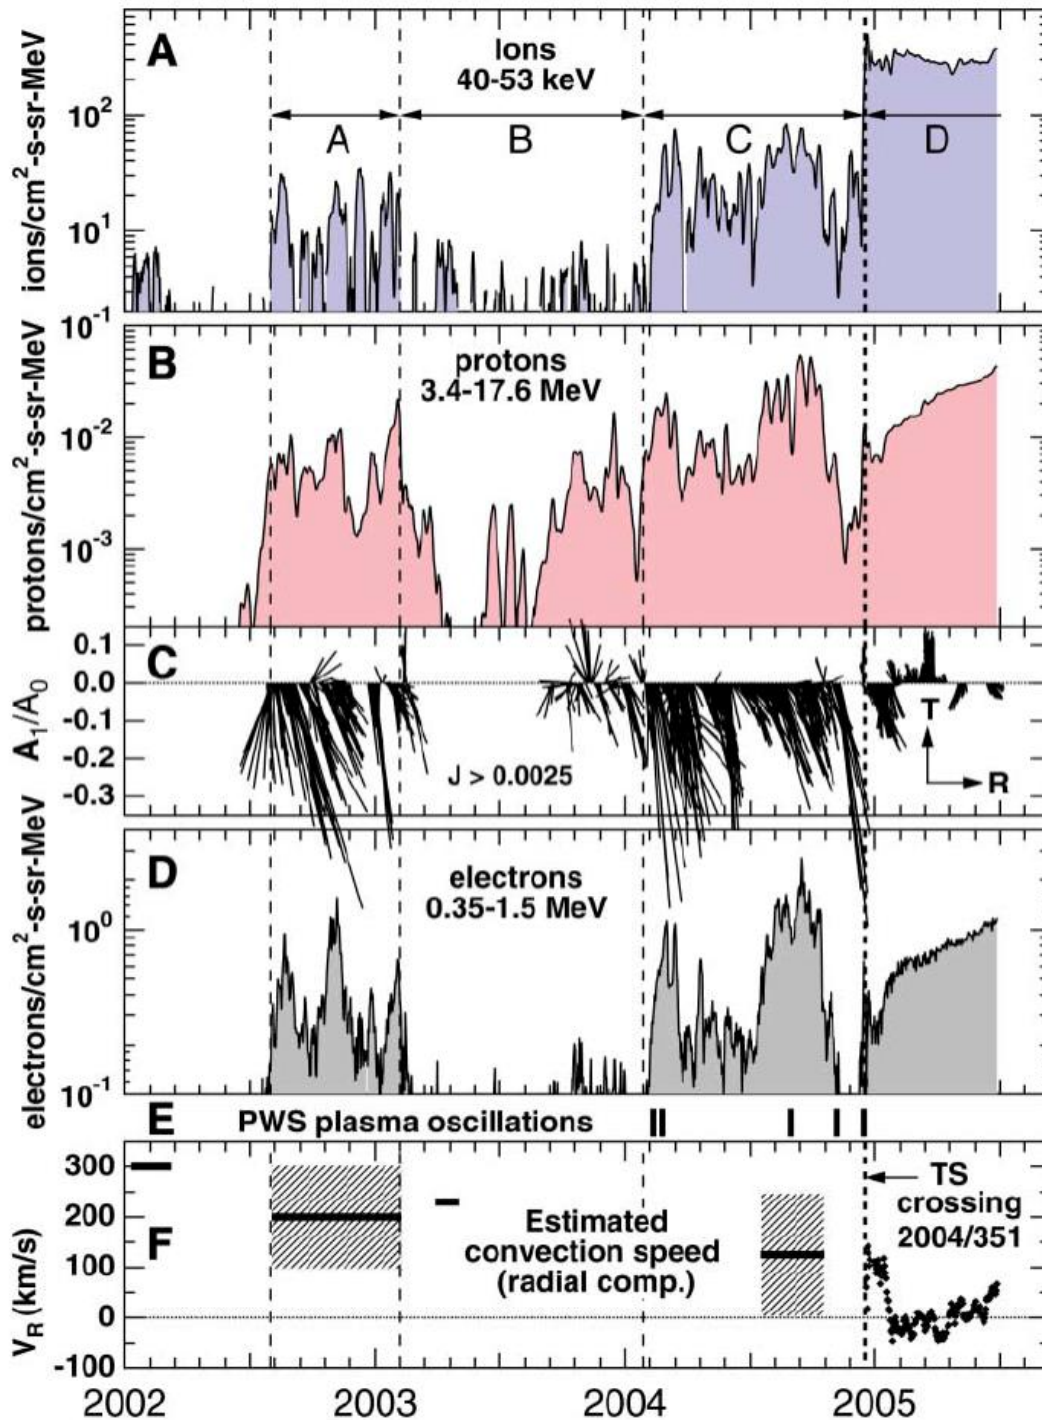 A
Ions
40-53 keV
ions/cm²-s-sr-MeV
10²
10¹
10⁻¹
A
B
C
D
B
protons
3.4-17.6 MeV
protons/cm²-s-sr-MeV
10⁻²
10⁻³
C
A₁/A₀
0.1
0.0
-0.1
-0.2
-0.3
J > 0.0025
T
R
D
electrons
0.35-1.5 MeV
electrons/cm²-s-sr-MeV
10⁰
10⁻¹
E
PWS plasma oscillations
F
V_R (km/s)
300
200
100
0
-100
Estimated
convection speed
(radial comp.)
TS
crossing
2004/351
2002
2003
2004
2005